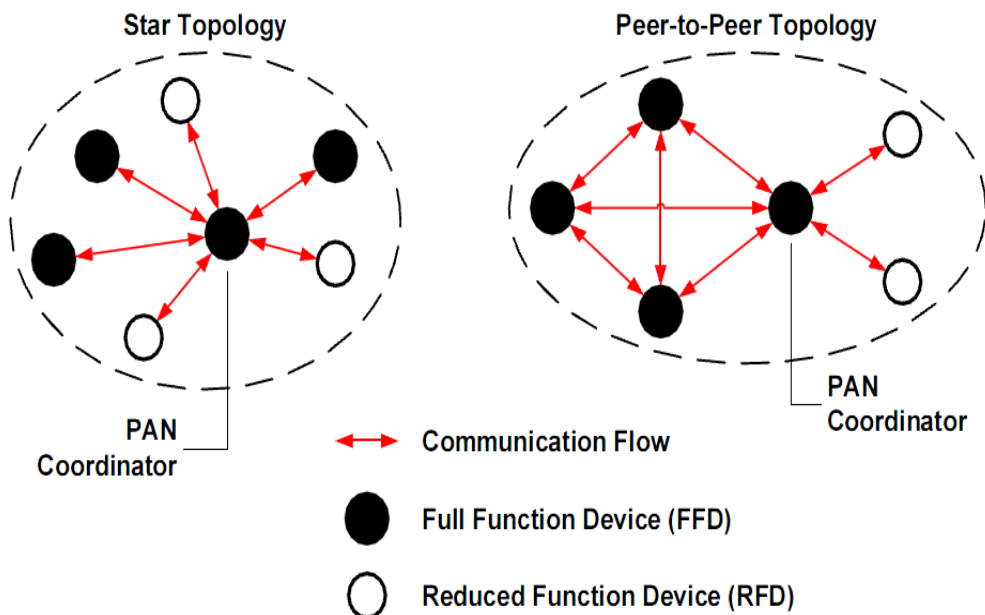 Star Topology
Peer-to-Peer Topology
PAN
Coordinator
PAN
Coordinator
Communication Flow
Full Function Device (FFD)
Reduced Function Device (RFD)